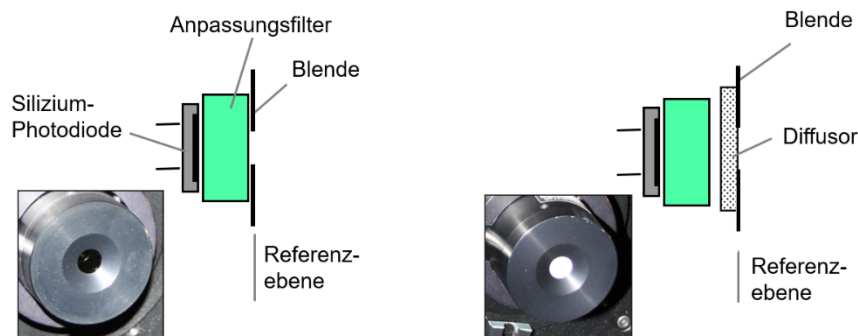 Anpassungsfilter
Blende
Silizium-
Photodiode
Referenz-
ebene
Blende
Diffusor
Referenz-
ebene